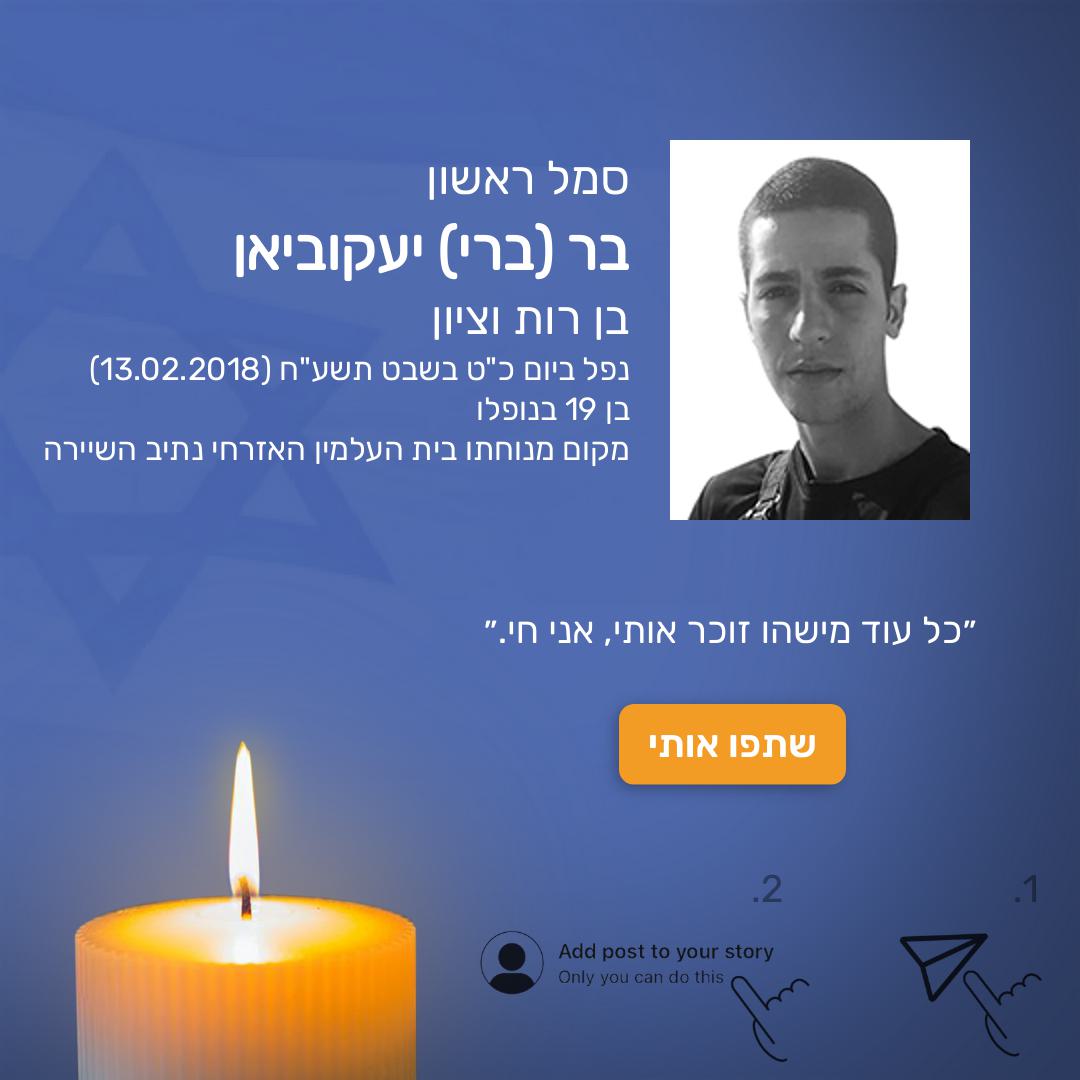 סמל ראשון
בר (ברי) יעקוביאן
בן רות וציון
נפל ביום כ"ט בשבט תשע"ח (13.02.2018)
בן 19 בנופלו
מקום מנוחתו בית העלמין האזרחי נתיב השיירה
״כל עוד מישהו זוכר אותי, אני חי.״
שתפו אותי
1.
2.
Add post to your story
Only you can do this